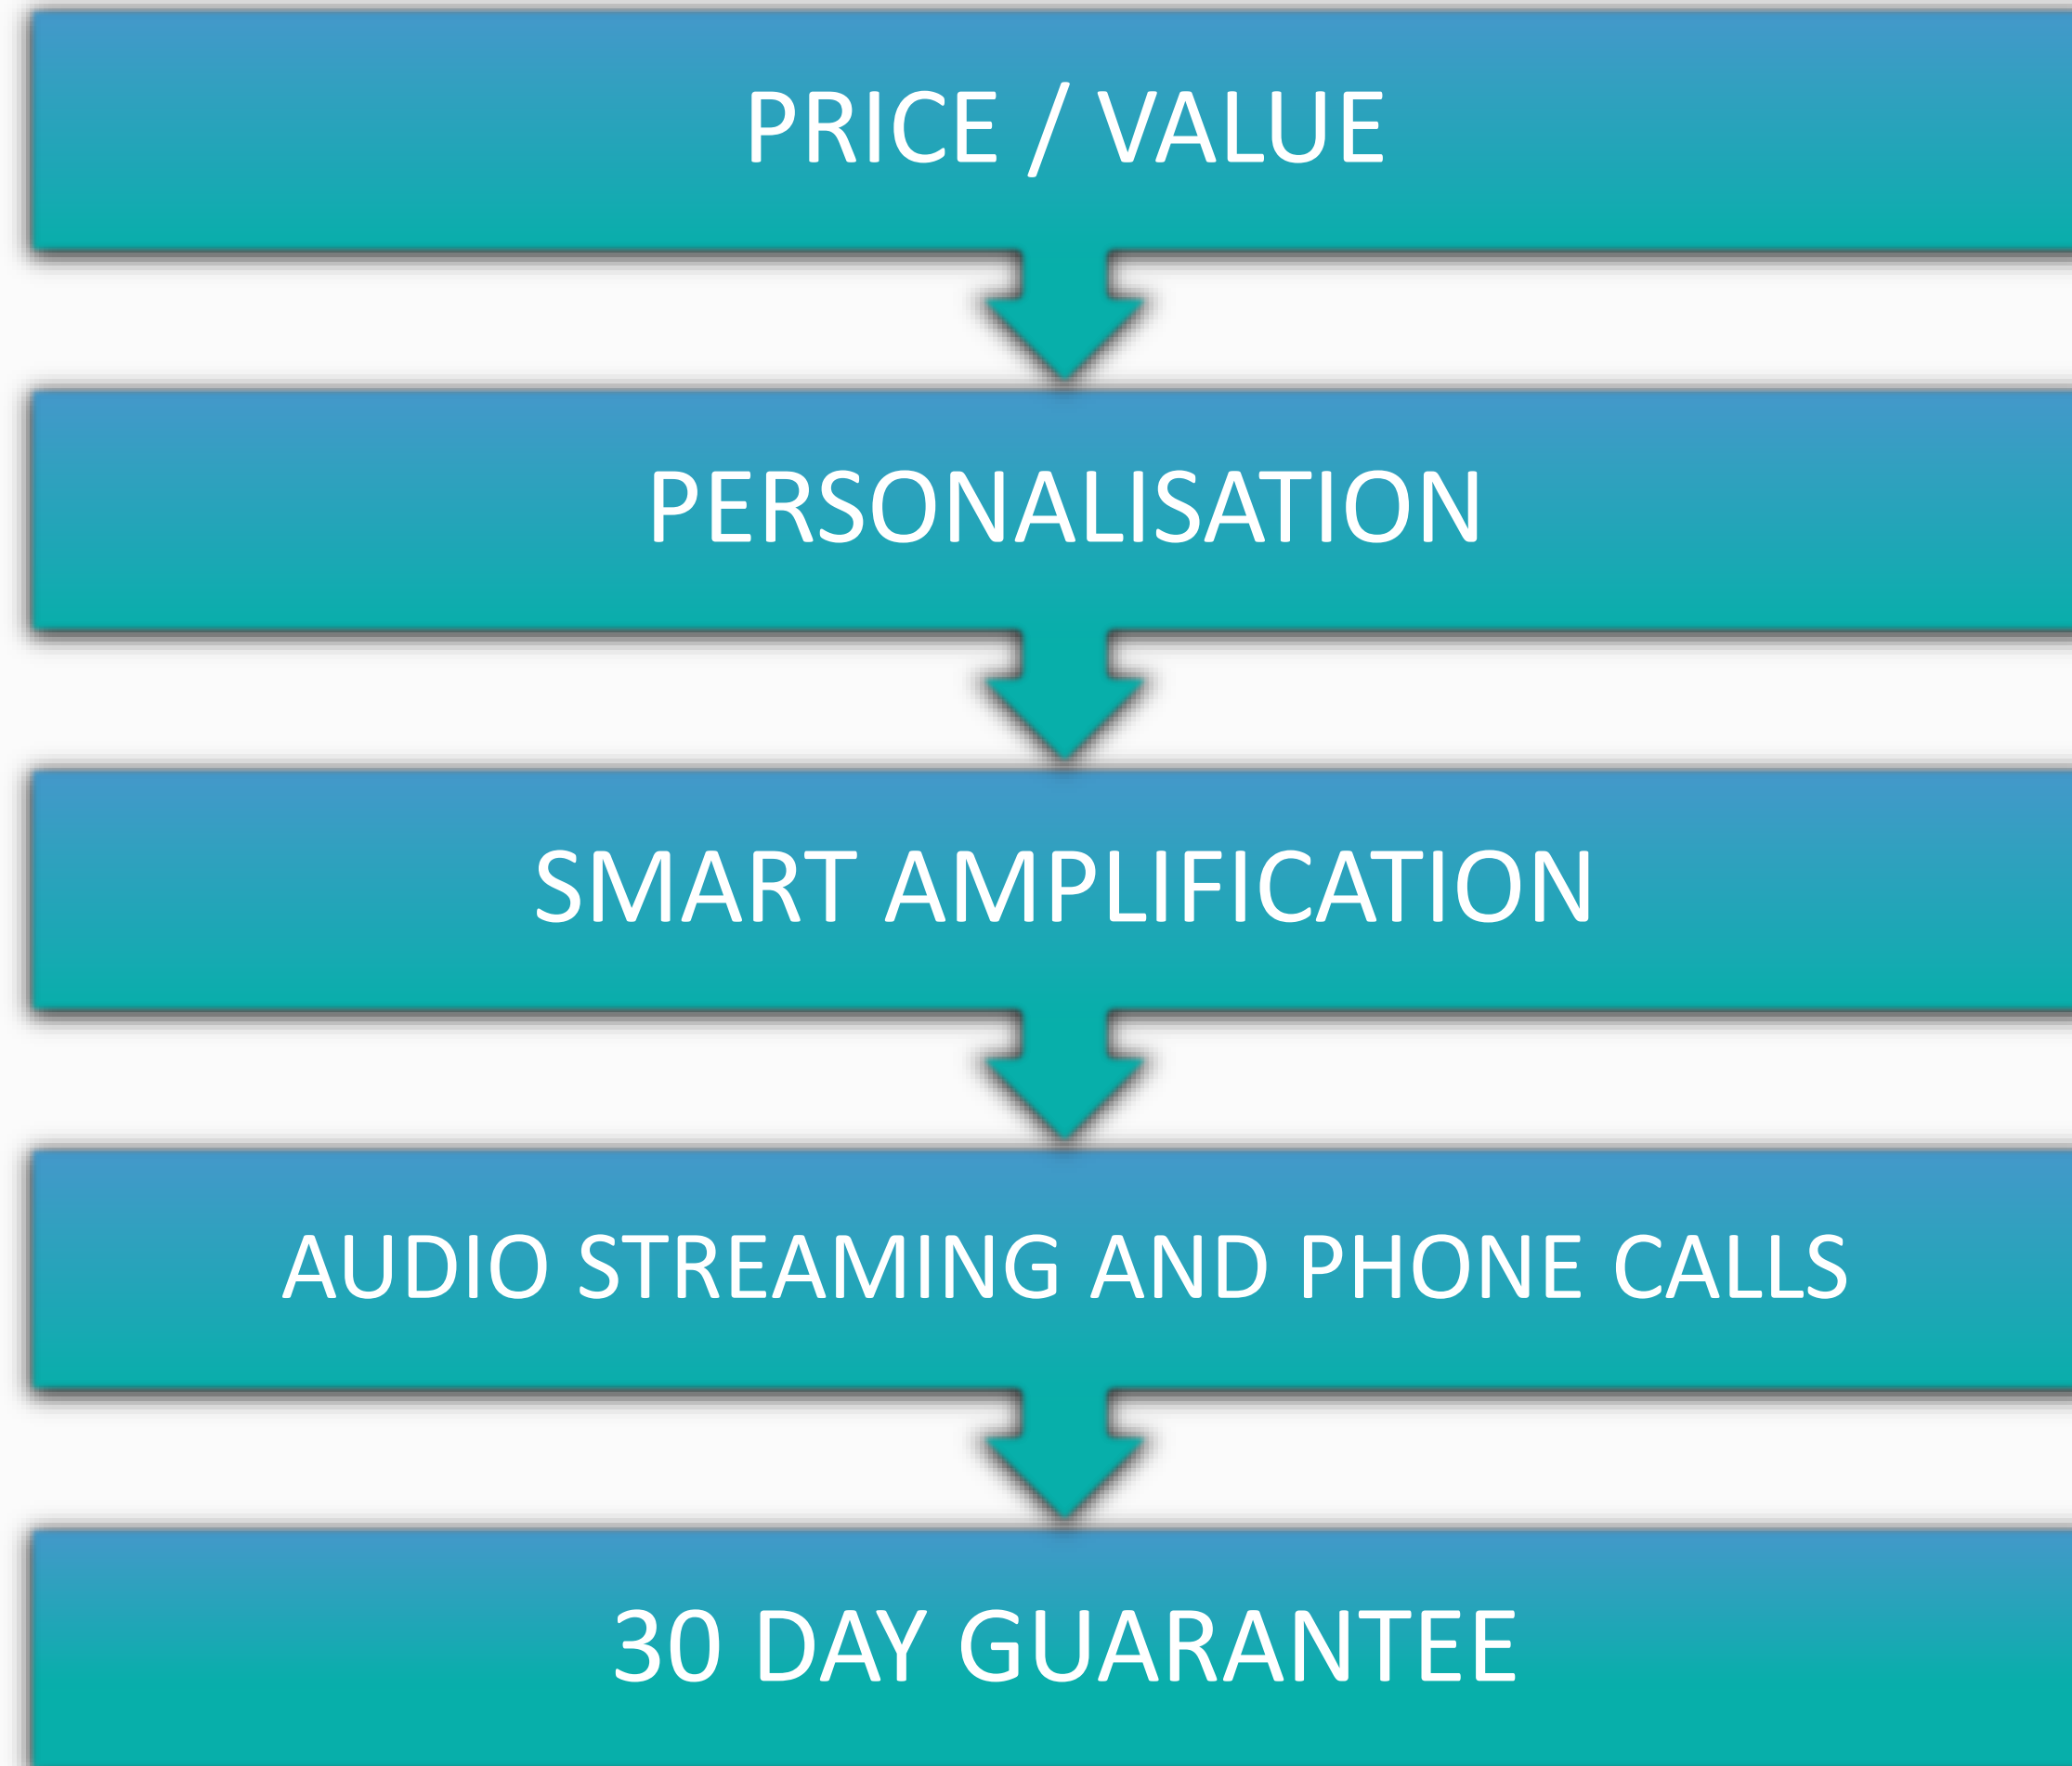 PRICE / VALUE
PERSONALISATION
SMART AMPLIFICATION
AUDIO STREAMING AND PHONE CALLS
30 DAY GUARANTEE